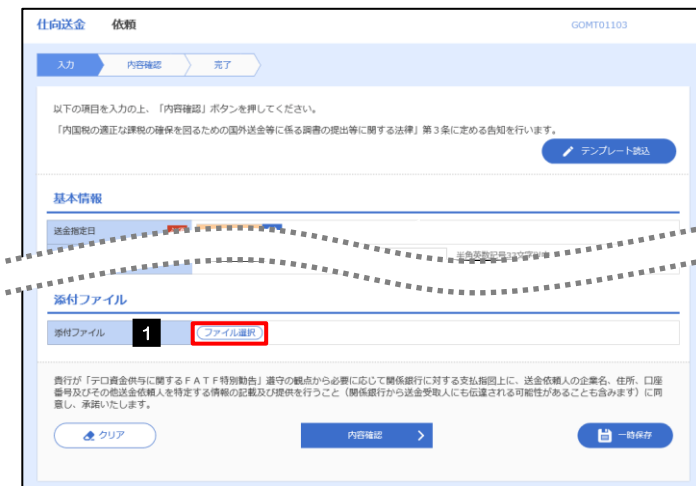 仕向送金 依頼 GOMT01103
入力 内容確認 完了
以下の項目を入力の上、「内容確認」ボタンを押してください。
「内国税の適正な課税の確保を図るための国外送金等に係る調書の提出等に関する法律」第３条に定める告知を行います。
テンプレート読込
基本情報
送金指定日
添付ファイル
添付ファイル 1 ファイル選択
貴行が「テロ資金供与に関するＦＡＴＦ特別勧告」遵守の観点から必要に応じて関係銀行に対する支払指図上に、送金依頼人の企業名、住所、口座
番号及びその他送金依頼人を特定する情報の記載及び提供を行うこと（関係銀行から送金受取人にも伝達される可能性があることも含みます）に同
意し、承諾いたします。
クリア 内容確認 一時保存